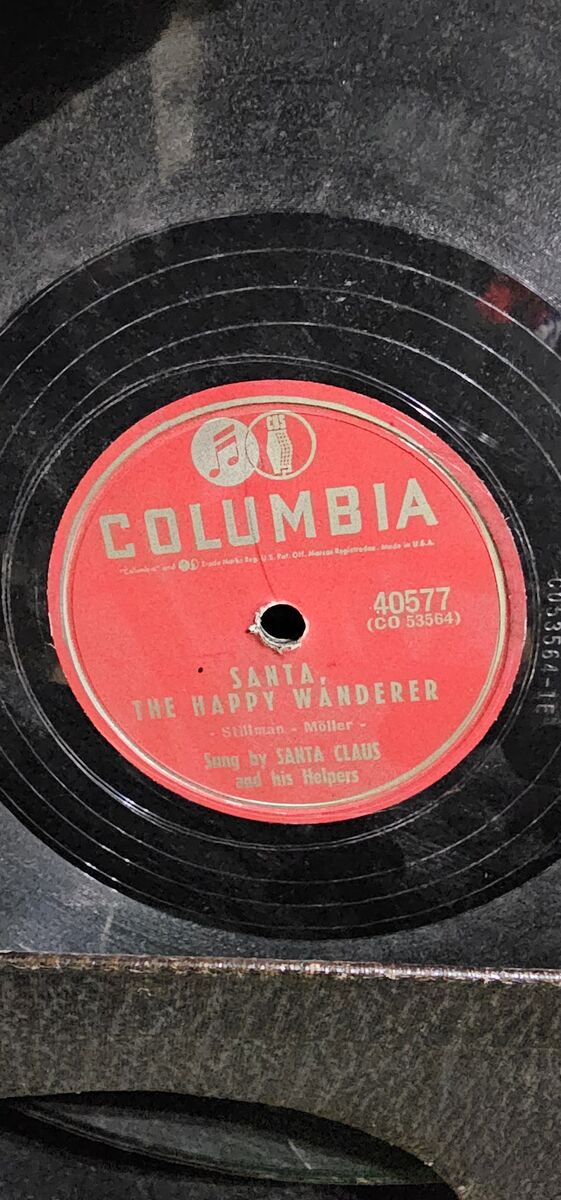 CBS
COLUMBIA
"Columbia" and Trade Marks Reg. U.S. Pat. Off. Marcas Registradas. Made in U.S.A.
40577
(CO 53564)
SANTA,
THE HAPPY WANDERER
- Stillman - Möller -
Sung by SANTA CLAUS
and his Helpers
CO53564-1E